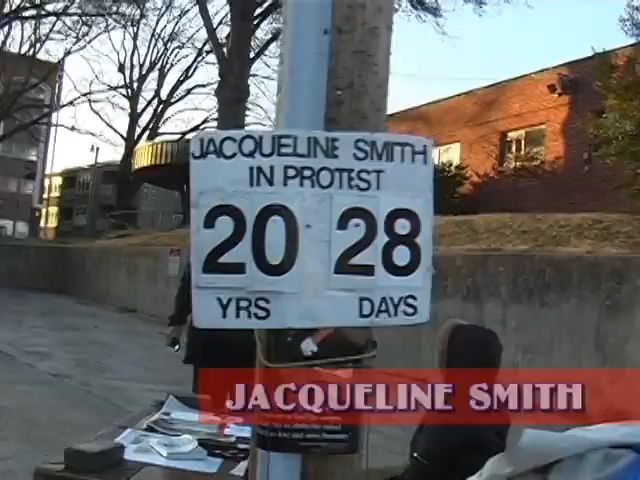 JACQUELINE SMITH
IN PROTEST
20 28
YRS DAYS
JACQUELINE SMITH